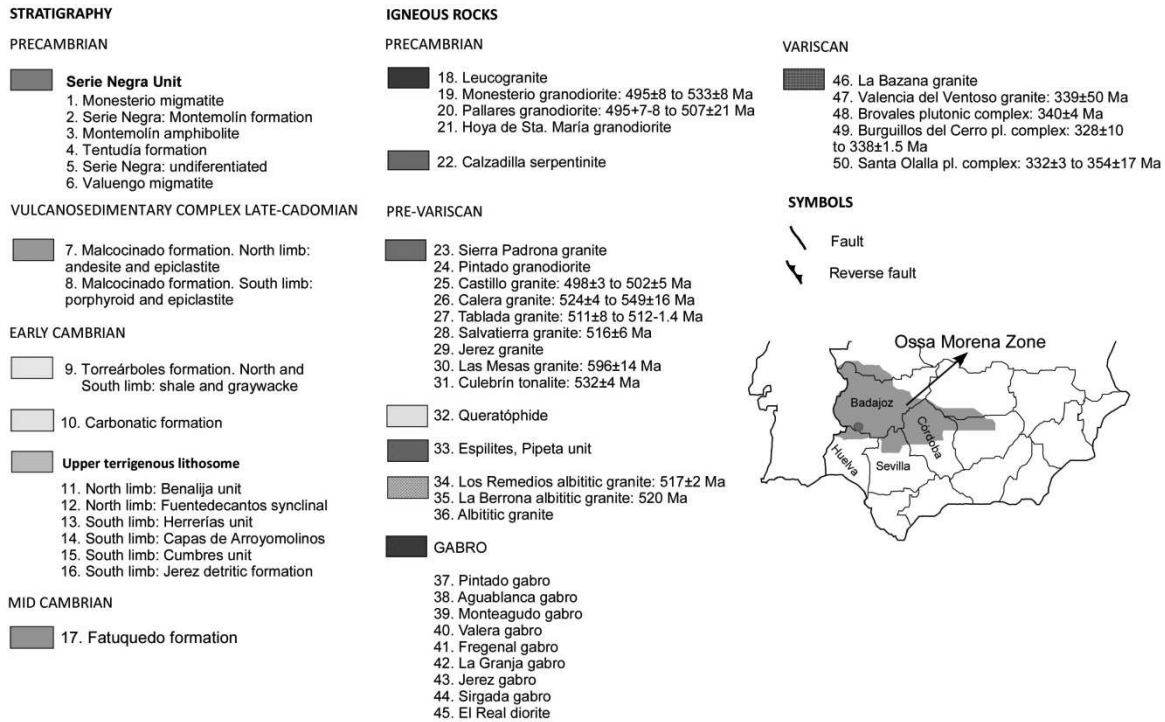 STRATIGRAPHY
PRECAMBRIAN
Serie Negra Unit
1. Monesterio migmatite
2. Serie Negra: Montemolín formation
3. Montemolín amphibolite
4. Tentudía formation
5. Serie Negra: undiferentiated
6. Valuengo migmatite
VULCANOSEDIMENTARY COMPLEX LATE-CADOMIAN
7. Malcocinado formation. North limb:
andesite and epiclastite
8. Malcocinado formation. South limb:
porphyroid and epiclastite
EARLY CAMBRIAN
9. Torreárboles formation. North and
South limb: shale and graywacke
10. Carbonatic formation
Upper terrigenous lithosome
11. North limb: Benalija unit
12. North limb: Fuentedecantos synclinal
13. South limb: Herrerías unit
14. South limb: Capas de Arroyomolinos
15. South limb: Cumbres unit
16. South limb: Jerez detritic formation
MID CAMBRIAN
17. Fatuquedo formation
IGNEOUS ROCKS
PRECAMBRIAN
18. Leucogranite
19. Monesterio granodiorite: 495±8 to 533±8 Ma
20. Pallares granodiorite: 495+7-8 to 507±21 Ma
21. Hoya de Sta. María granodiorite
22. Calzadilla serpentinite
PRE-VARISCAN
23. Sierra Padrona granite
24. Pintado granodiorite
25. Castillo granite: 498±3 to 502±5 Ma
26. Calera granite: 524±4 to 549±16 Ma
27. Tablada granite: 511±8 to 512-1.4 Ma
28. Salvatierra granite: 516±6 Ma
29. Jerez granite
30. Las Mesas granite: 596±14 Ma
31. Culebrín tonalite: 532±4 Ma
32. Queratóphide
33. Espilites, Pipeta unit
34. Los Remedios albititic granite: 517±2 Ma
35. La Berrona albititic granite: 520 Ma
36. Albititic granite
GABRO
37. Pintado gabro
38. Aguablanca gabro
39. Monteagudo gabro
40. Valera gabro
41. Fregenal gabro
42. La Granja gabro
43. Jerez gabro
44. Sirgada gabro
45. El Real diorite
VARISCAN
46. La Bazana granite
47. Valencia del Ventoso granite: 339±50 Ma
48. Brovales plutonic complex: 340±4 Ma
49. Burguillos del Cerro pl. complex: 328±10
to 338±1.5 Ma
50. Santa Olalla pl. complex: 332±3 to 354±17 Ma
SYMBOLS
Fault
Reverse fault
Ossa Morena Zone
Badajoz
Córdoba
Huelva
Sevilla